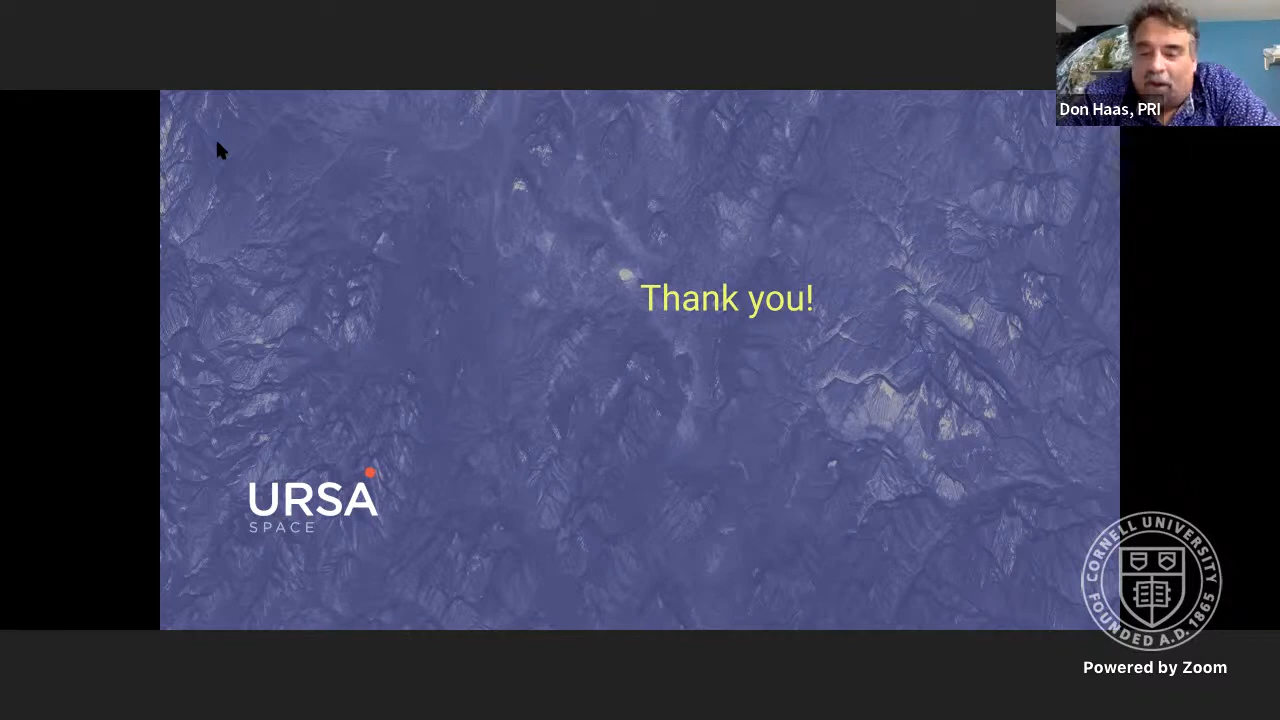 Don Haas, PRI
Thank you!
URSA
SPACE
CORNELL UNIVERSITY
FOUNDED A.D. 1865
Powered by Zoom